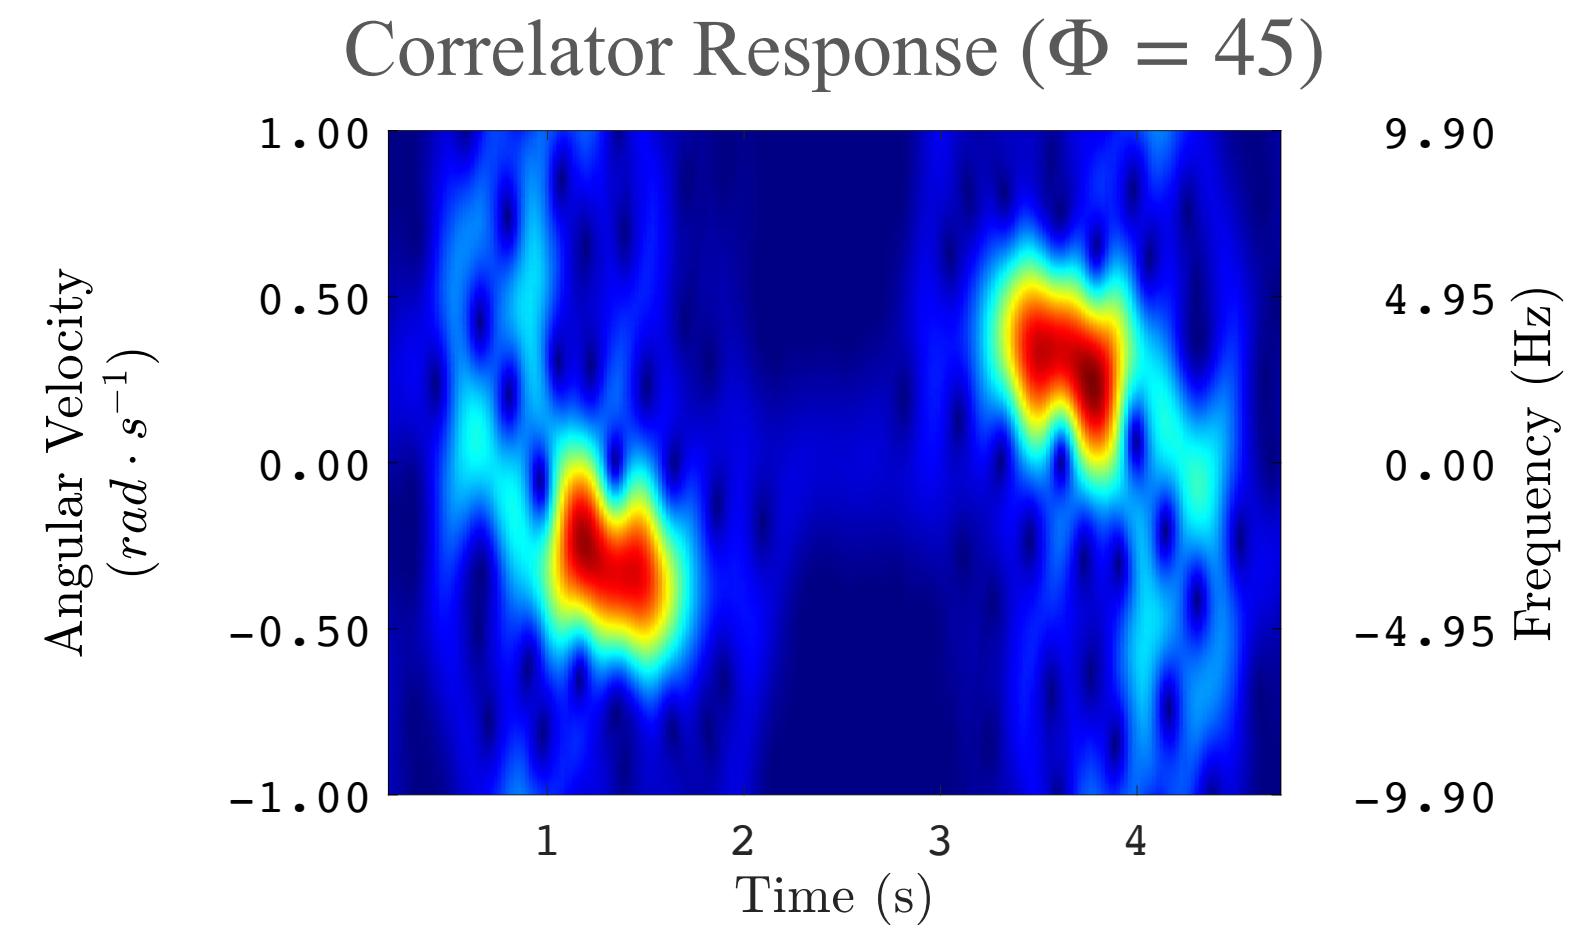 Correlator Response (Φ = 45)
Angular Velocity
(rad · s⁻¹)
1.00
0.50
0.00
−0.50
−1.00
9.90
4.95
0.00
−4.95
−9.90
Frequency (Hz)
1 2 3 4
Time (s)